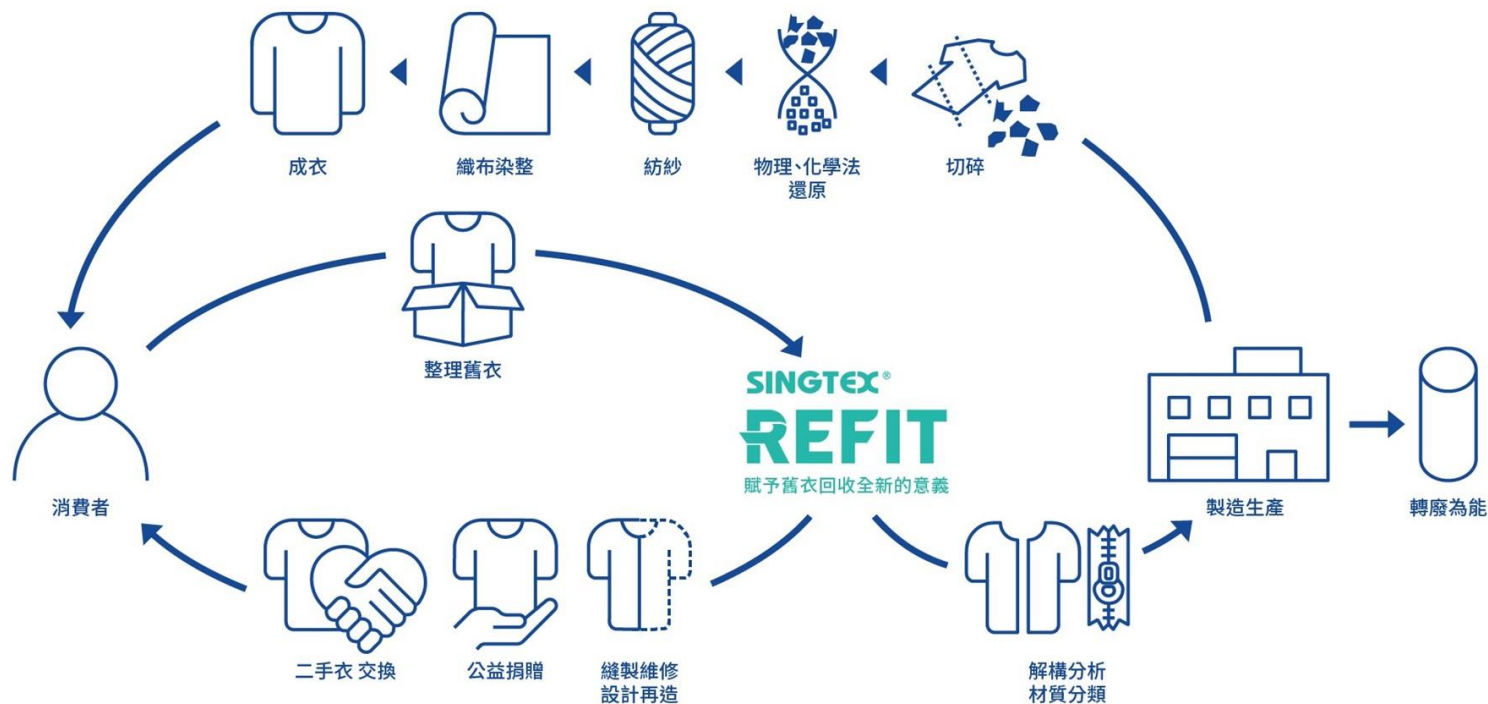 成衣
織布染整
紡紗
物理、化學法
還原
切碎
整理舊衣
SINGTEX®
REFIT
賦予舊衣回收全新的意義
消費者
製造生產
轉廢為能
二手衣 交換
公益捐贈
縫製維修
設計再造
解構分析
材質分類